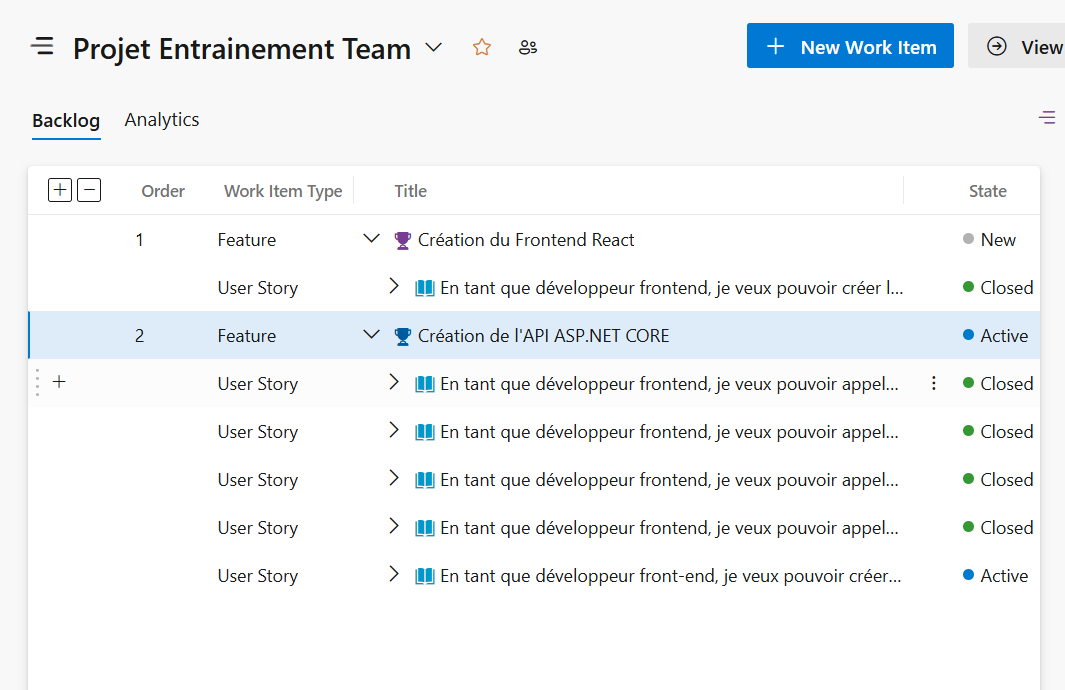 Projet Entrainement Team
New Work Item
View
Backlog
Analytics
Order Work Item Type Title State
1 Feature Création du Frontend React New
User Story En tant que développeur frontend, je veux pouvoir créer l... Closed
2 Feature Création de l'API ASP.NET CORE Active
User Story En tant que développeur frontend, je veux pouvoir appel... Closed
User Story En tant que développeur frontend, je veux pouvoir appel... Closed
User Story En tant que développeur frontend, je veux pouvoir appel... Closed
User Story En tant que développeur frontend, je veux pouvoir appel... Closed
User Story En tant que développeur front-end, je veux pouvoir créer... Active